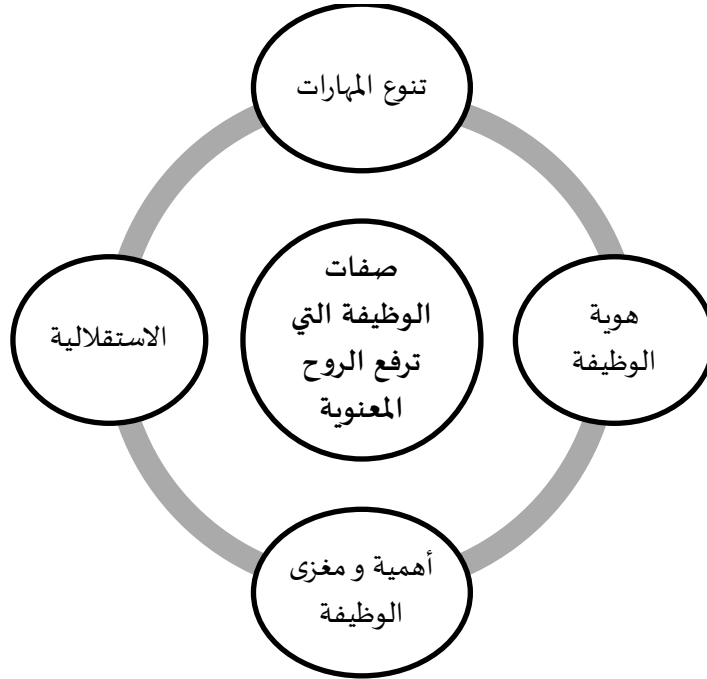 تنوع المهارات
صفات
الوظيفة التي
ترفع الروح
المعنوية
هوية
الوظيفة
الاستقلالية
أهمية و مغزى
الوظيفة